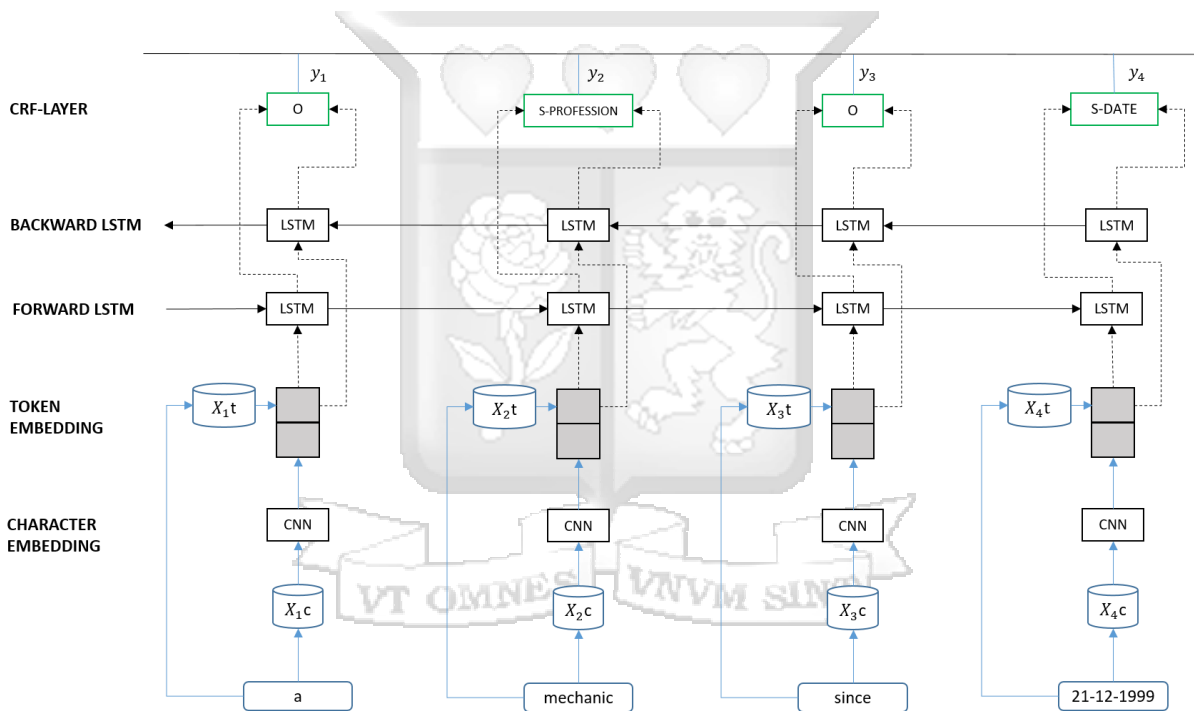 y₁ y₂ y₃ y₄
CRF-LAYER O S-PROFESSION O S-DATE
BACKWARD LSTM LSTM LSTM LSTM LSTM
FORWARD LSTM LSTM LSTM LSTM LSTM
TOKEN
EMBEDDING
X₁t X₂t X₃t X₄t
CHARACTER
EMBEDDING
CNN CNN CNN CNN
VT OMNES VNVM SINT
X₁c X₂c X₃c X₄c
a mechanic since 21-12-1999